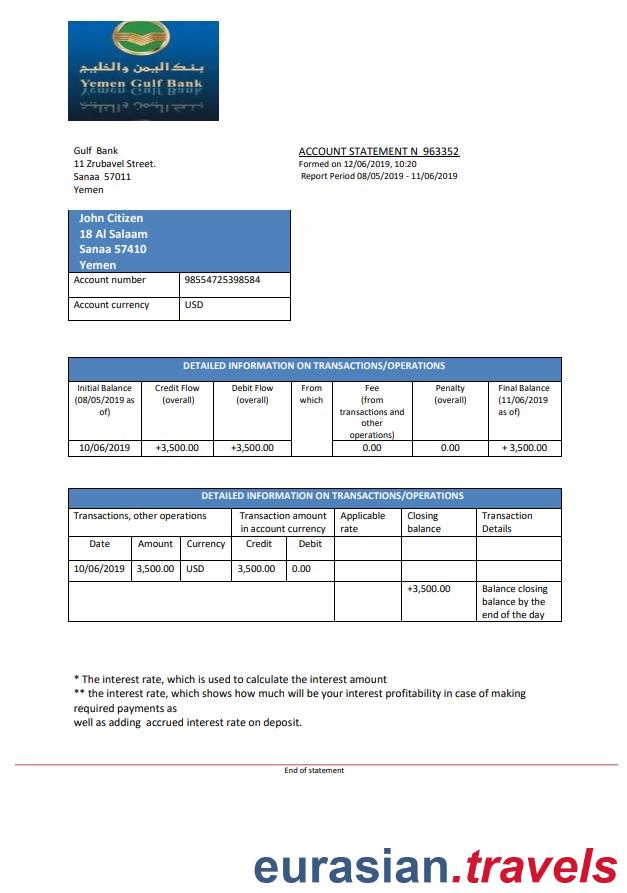 بنك اليمن والخليج
Yemen Gulf Bank
Gulf Bank
11 Zrubavel Street.
Sanaa 57011
Yemen
ACCOUNT STATEMENT N 963352
Formed on 12/06/2019, 10:20
Report Period 08/05/2019 - 11/06/2019
John Citizen
18 Al Salaam
Sanaa 57410
Yemen
Account number 98554725398584
Account currency USD
DETAILED INFORMATION ON TRANSACTIONS/OPERATIONS
Initial Balance (08/05/2019 as of) Credit Flow (overall) Debit Flow (overall) From which Fee (from transactions and other operations) Penalty (overall) Final Balance (11/06/2019 as of)
10/06/2019 +3,500.00 +3,500.00 0.00 0.00 + 3,500.00
DETAILED INFORMATION ON TRANSACTIONS/OPERATIONS
Transactions, other operations Transaction amount in account currency Applicable rate Closing balance Transaction Details
Date Amount Currency Credit Debit
10/06/2019 3,500.00 USD 3,500.00 0.00
+3,500.00 Balance closing balance by the end of the day
* The interest rate, which is used to calculate the interest amount
** the interest rate, which shows how much will be your interest profitability in case of making
required payments as
well as adding accrued interest rate on deposit.
End of statement
eurasian.travels